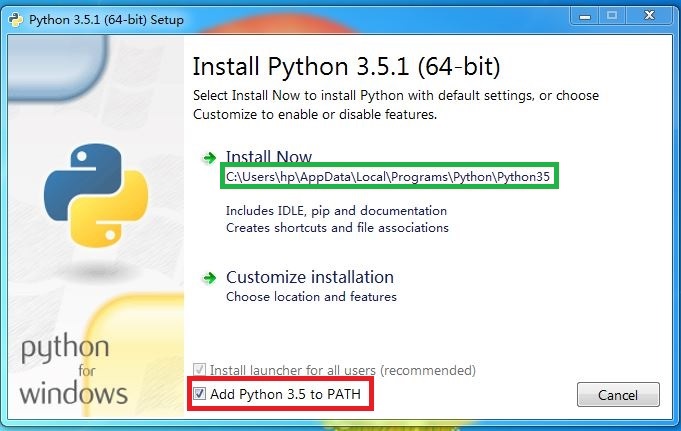 Python 3.5.1 (64-bit) Setup
Install Python 3.5.1 (64-bit)
Select Install Now to install Python with default settings, or choose
Customize to enable or disable features.
Install Now
C:\Users\hp\AppData\Local\Programs\Python\Python35
Includes IDLE, pip and documentation
Creates shortcuts and file associations
Customize installation
Choose location and features
Install launcher for all users (recommended)
Add Python 3.5 to PATH
Cancel
python
for
windows